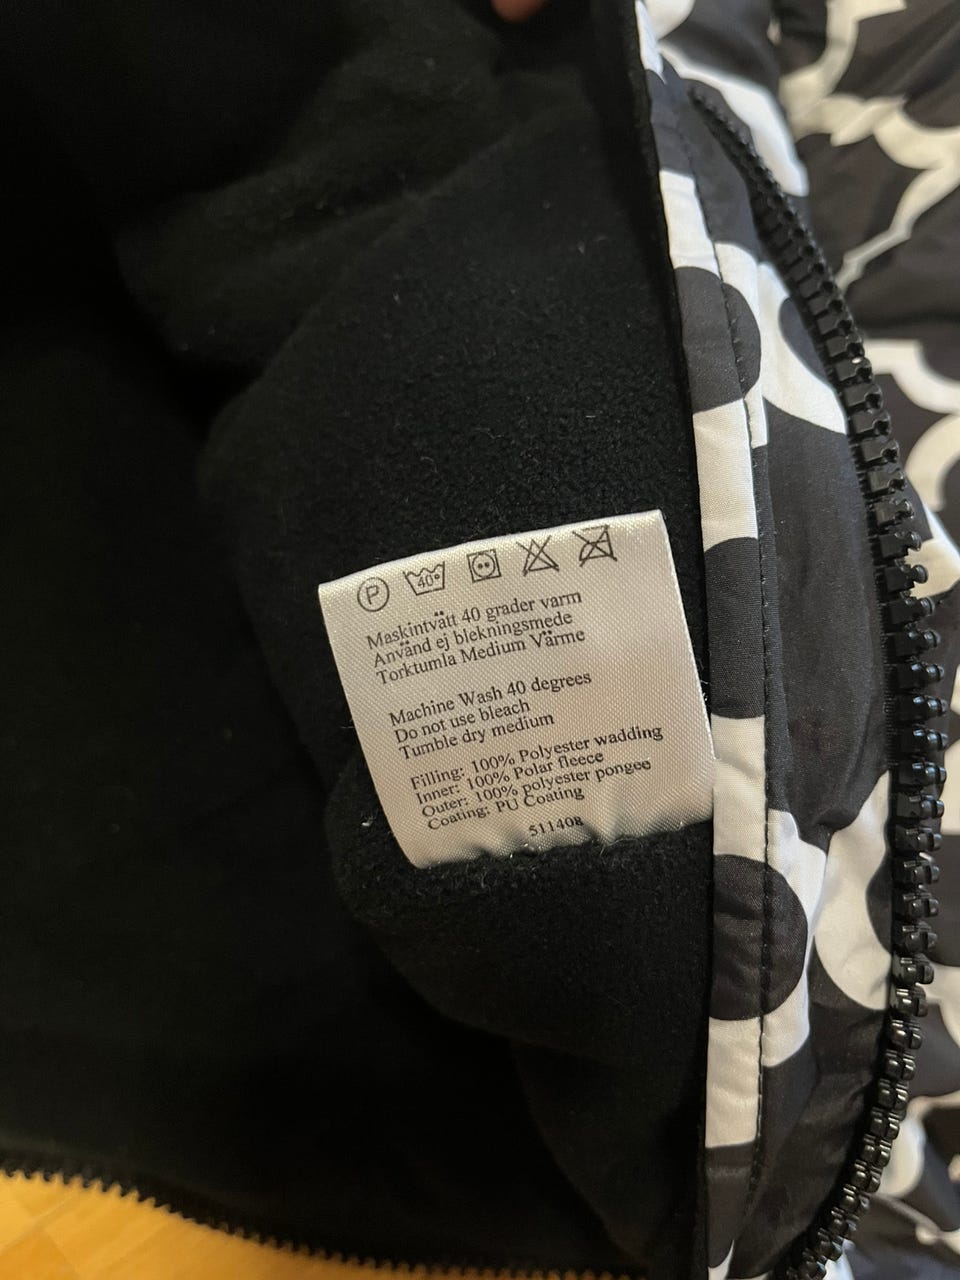 P 40°
Maskintvätt 40 grader varm
Använd ej blekningsmede
Torktumla Medium Värme
Machine Wash 40 degrees
Do not use bleach
Tumble dry medium
Filling: 100% Polyester wadding
Inner: 100% Polar fleece
Outer: 100% polyester pongee
Coating: PU Coating
511408